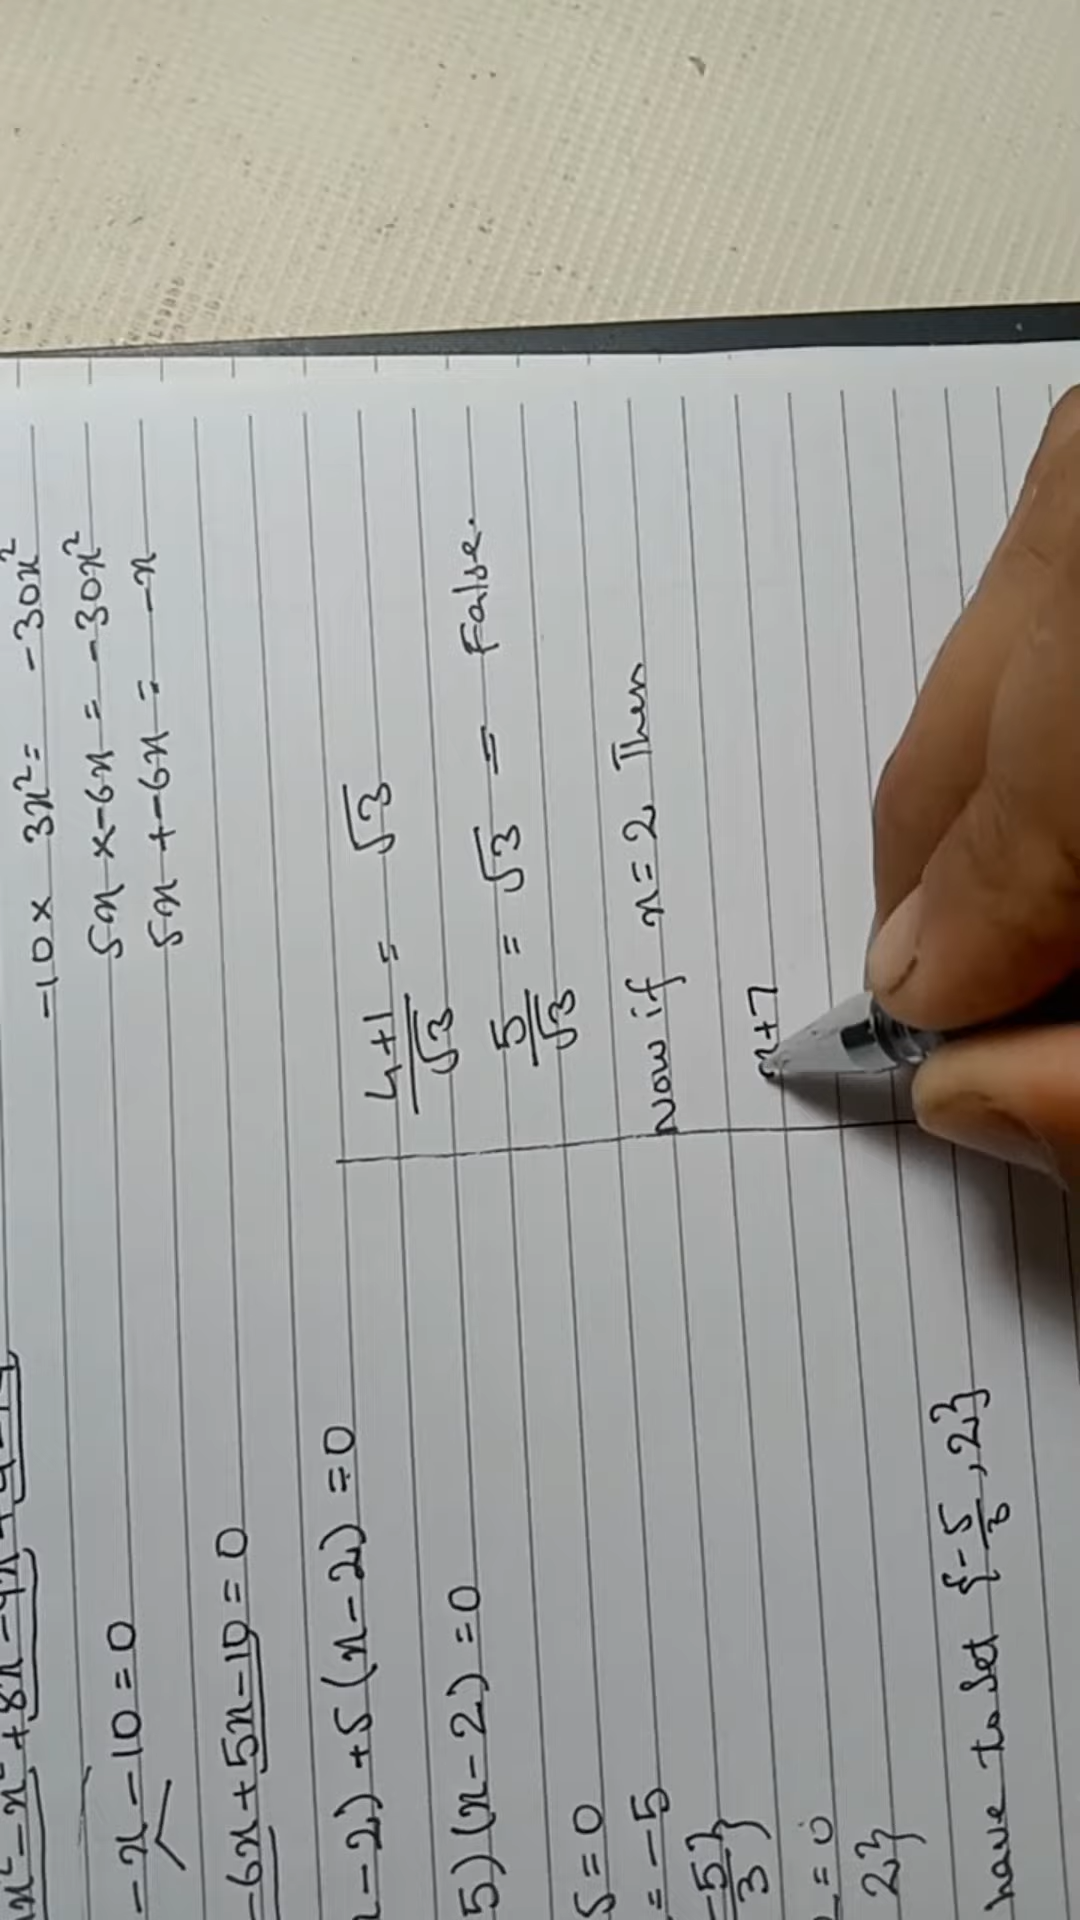 -10 × 3x² = -30x²
5x × -6x = -30x²
5x + -6x = -x
- x - 10 = 0
-6x + 5x - 10 = 0
- 2) + 5 (x - 2) = 0
5) (x - 2) = 0
5 = 0
= -5
-5/3}
= 0
2}
have to set {-5/3, 2}
4+1/√3 = √3
5/√3 = √3 = False.
Now if x = 2 Then
x+7